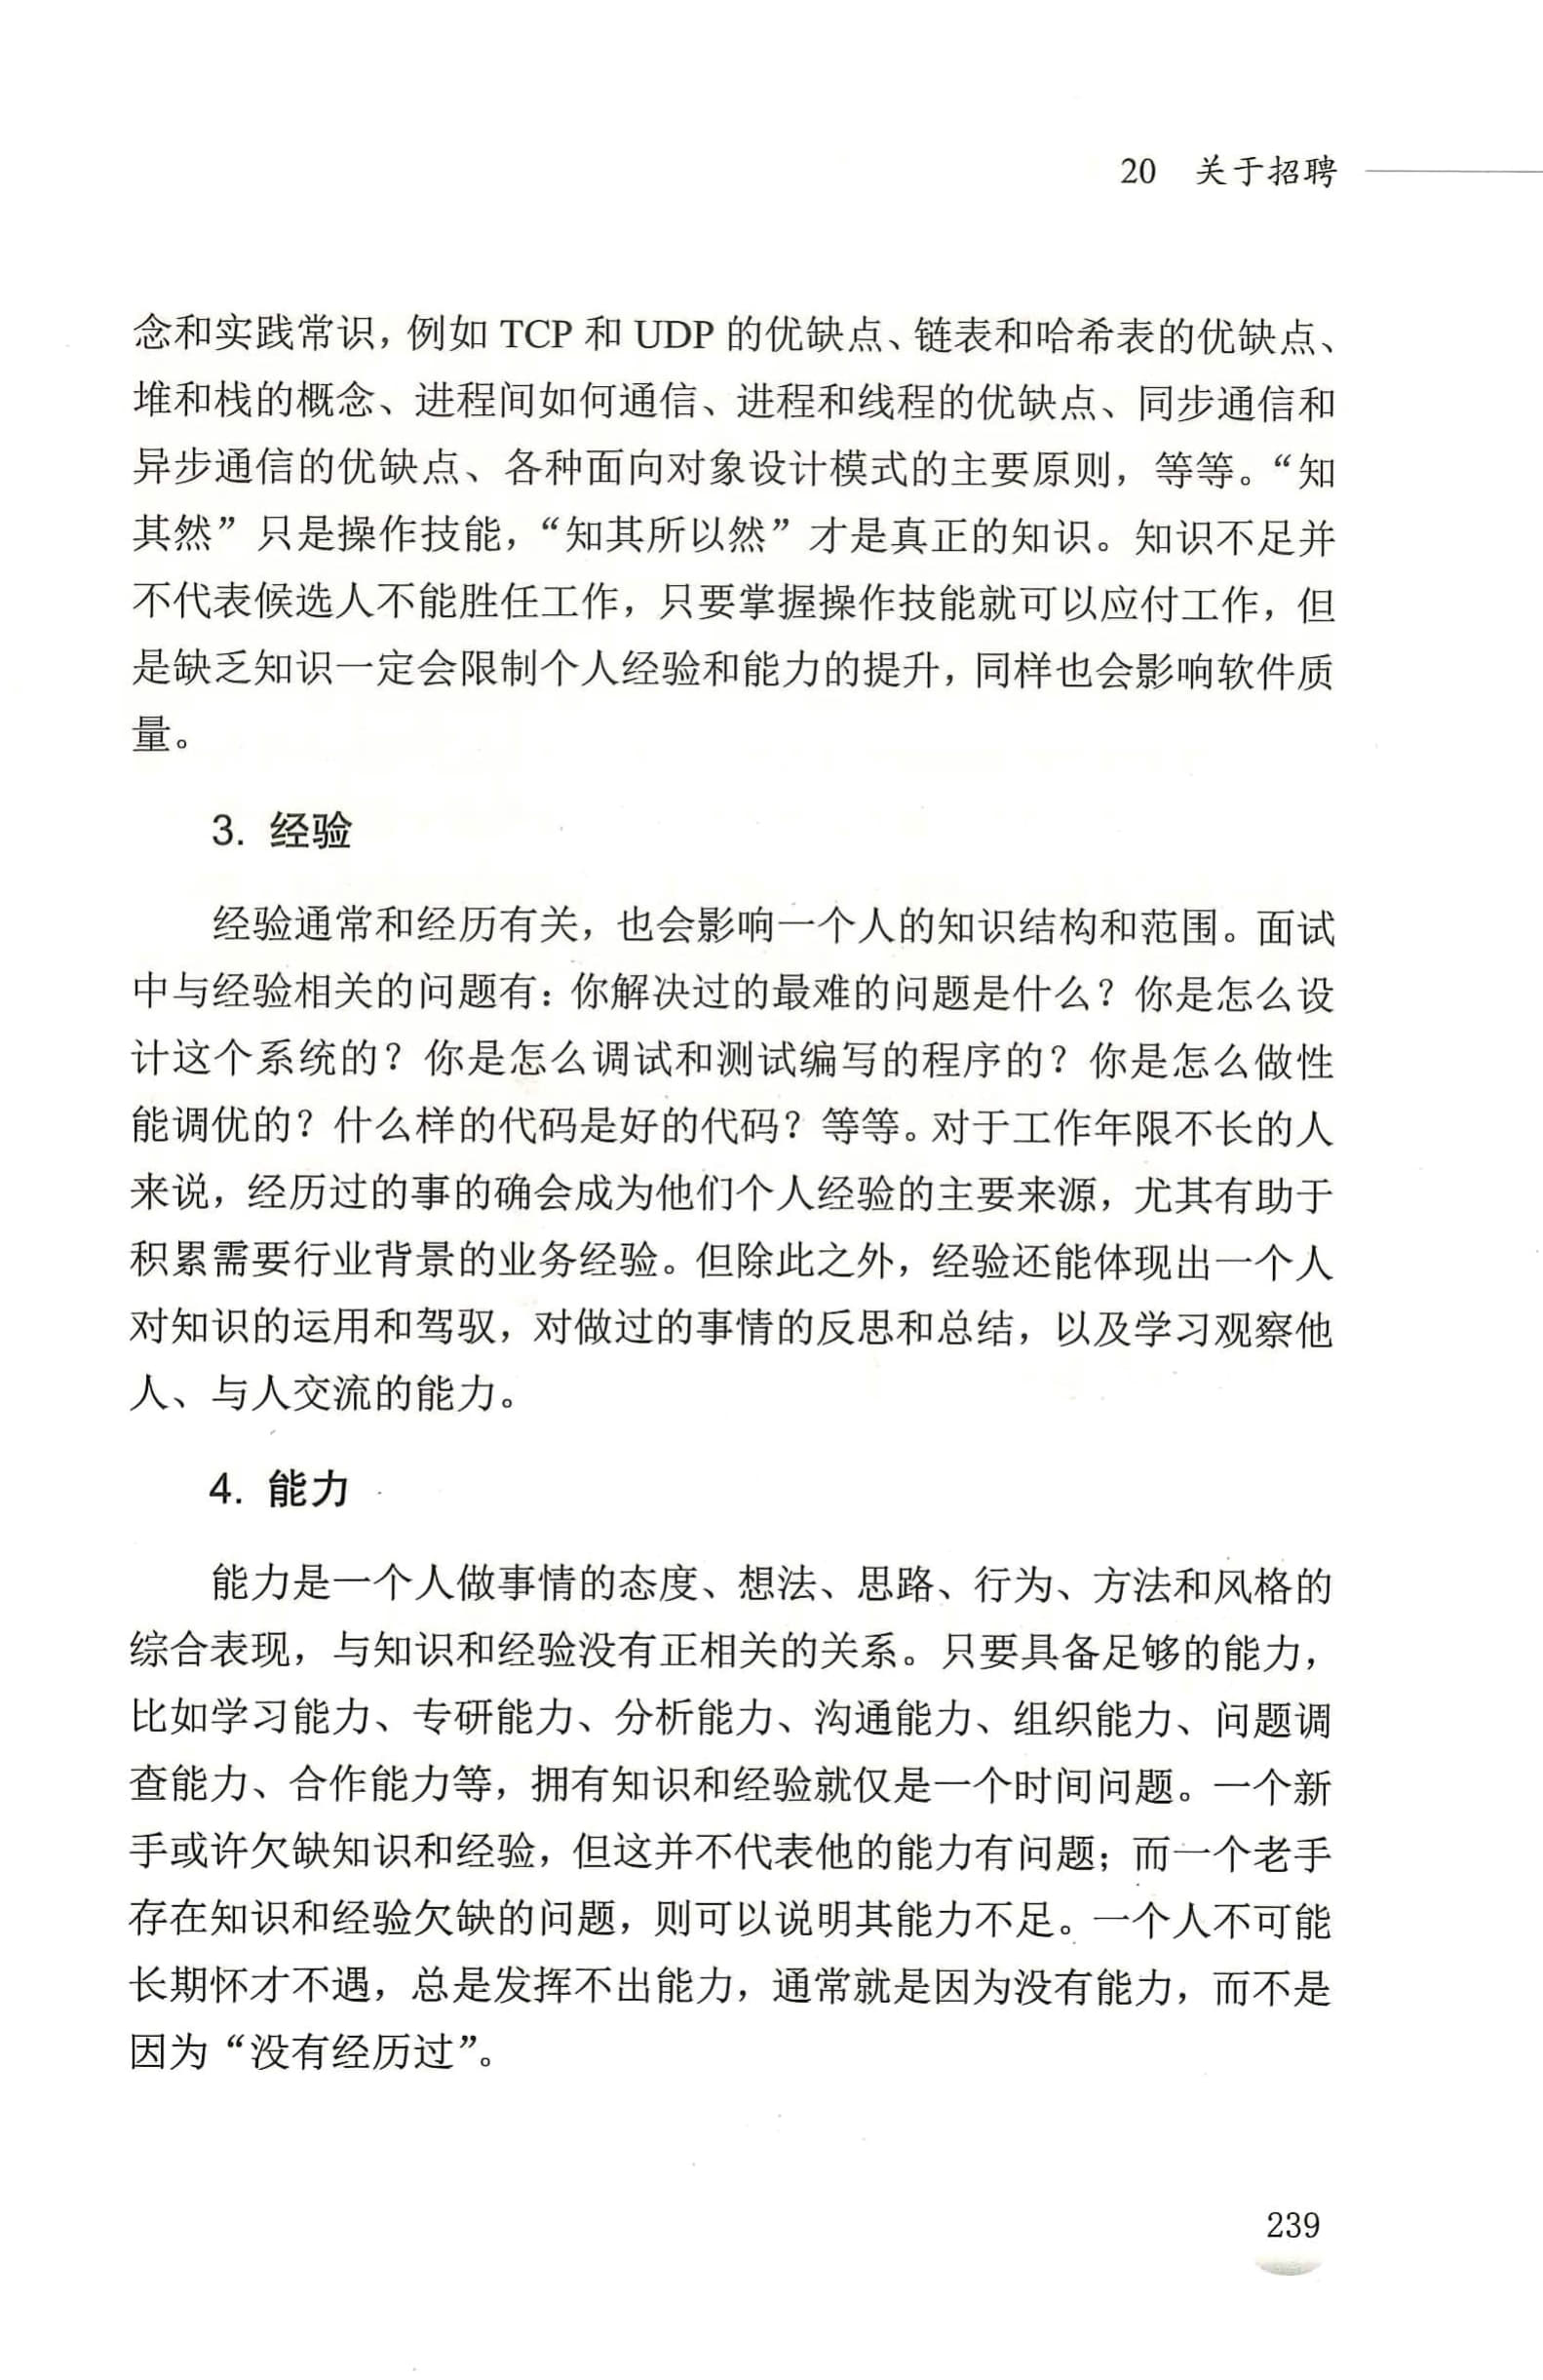 20 关于招聘
念和实践常识，例如 TCP 和 UDP 的优缺点、链表和哈希表的优缺点、
堆和栈的概念、进程间如何通信、进程和线程的优缺点、同步通信和
异步通信的优缺点、各种面向对象设计模式的主要原则，等等。“知
其然”只是操作技能，“知其所以然”才是真正的知识。知识不足并
不代表候选人不能胜任工作，只要掌握操作技能就可以应付工作，但
是缺乏知识一定会限制个人经验和能力的提升，同样也会影响软件质
量。
3. 经验
经验通常和经历有关，也会影响一个人的知识结构和范围。面试
中与经验相关的问题有：你解决过的最难的问题是什么？你是怎么设
计这个系统的？你是怎么调试和测试编写的程序的？你是怎么做性
能调优的？什么样的代码是好的代码？等等。对于工作年限不长的人
来说，经历过的事的确会成为他们个人经验的主要来源，尤其有助于
积累需要行业背景的业务经验。但除此之外，经验还能体现出一个人
对知识的运用和驾驭，对做过的事情的反思和总结，以及学习观察他
人、与人交流的能力。
4. 能力
能力是一个人做事情的态度、想法、思路、行为、方法和风格的
综合表现，与知识和经验没有正相关的关系。只要具备足够的能力，
比如学习能力、专研能力、分析能力、沟通能力、组织能力、问题调
查能力、合作能力等，拥有知识和经验就仅是一个时间问题。一个新
手或许欠缺知识和经验，但这并不代表他的能力有问题；而一个老手
存在知识和经验欠缺的问题，则可以说明其能力不足。一个人不可能
长期怀才不遇，总是发挥不出能力，通常就是因为没有能力，而不是
因为“没有经历过”。
239